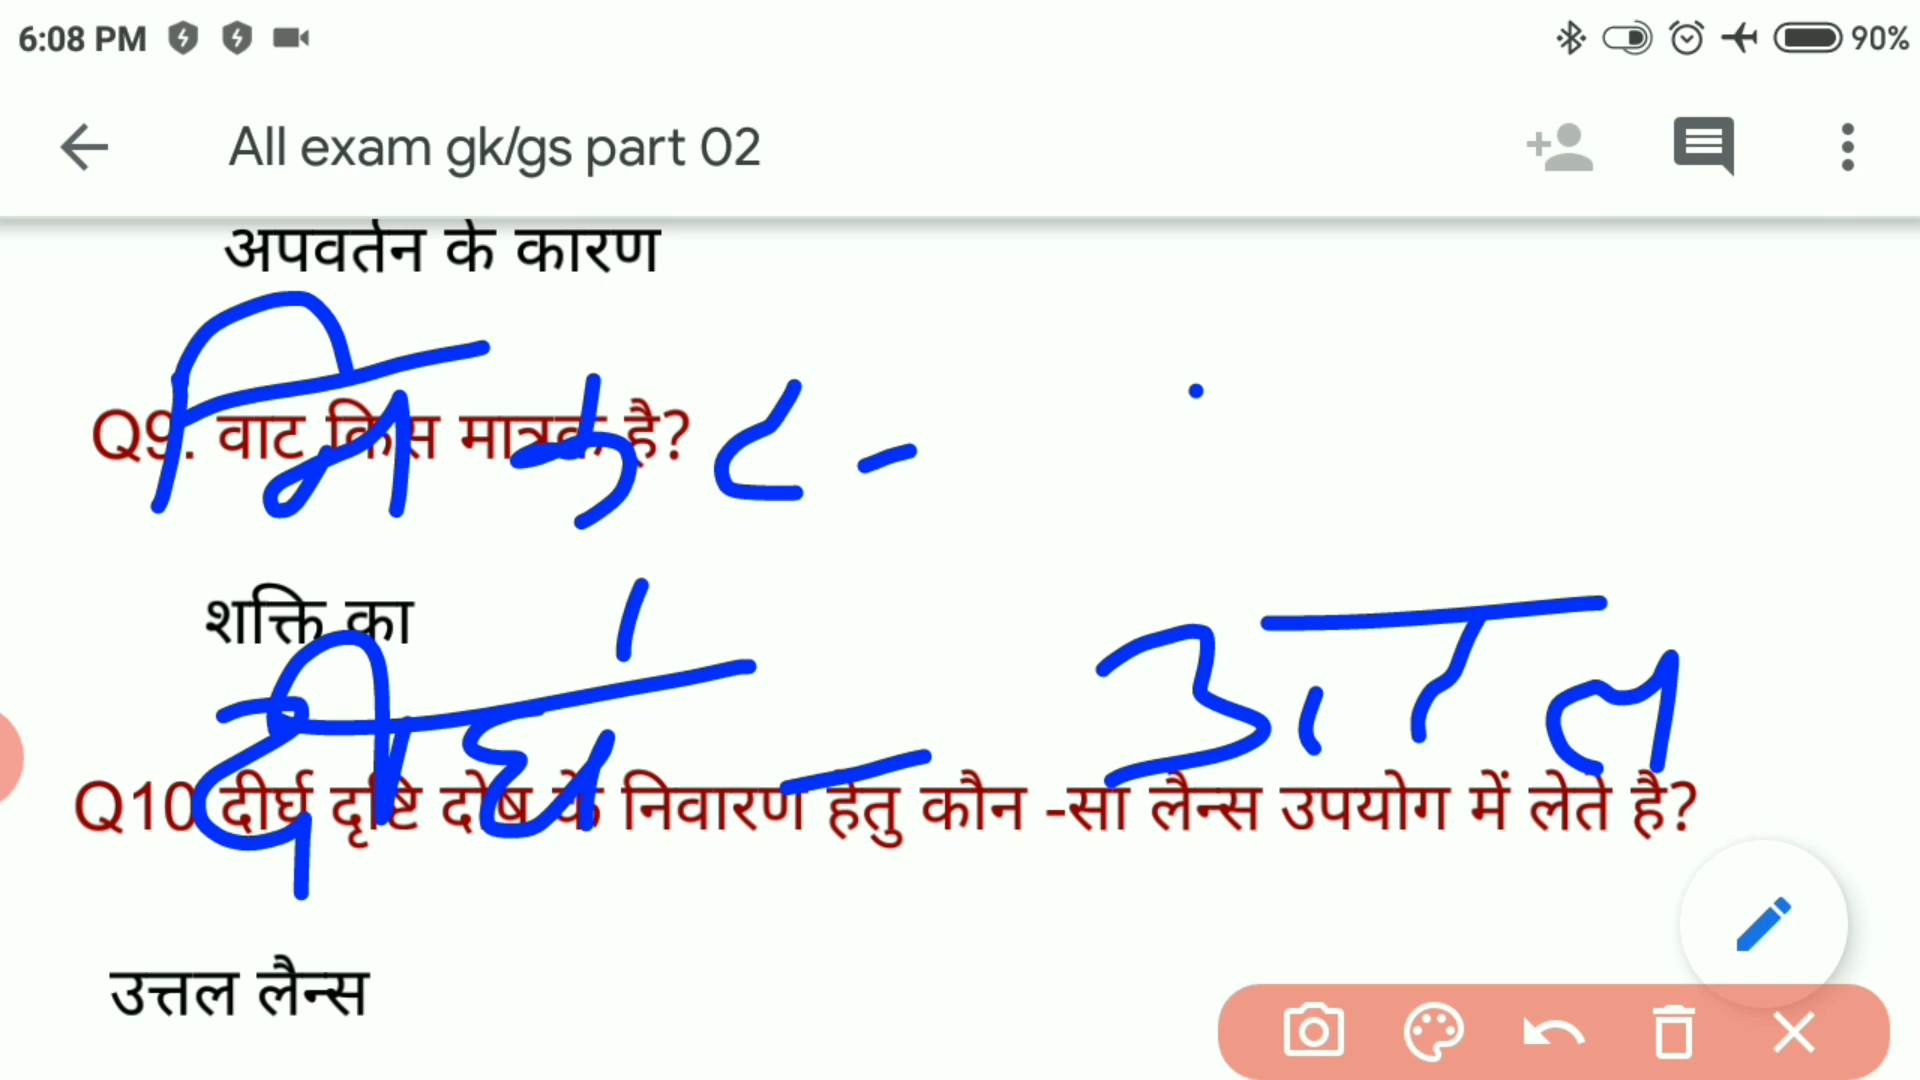 6:08 PM 90%
All exam gk/gs part 02
अपवर्तन के कारण
Q9. वाट किस मात्रक है?
शक्ति का
Q10 दीर्घ दृष्टि दोष के निवारण हेतु कौन -सा लैन्स उपयोग में लेते है?
उत्तल लैन्स